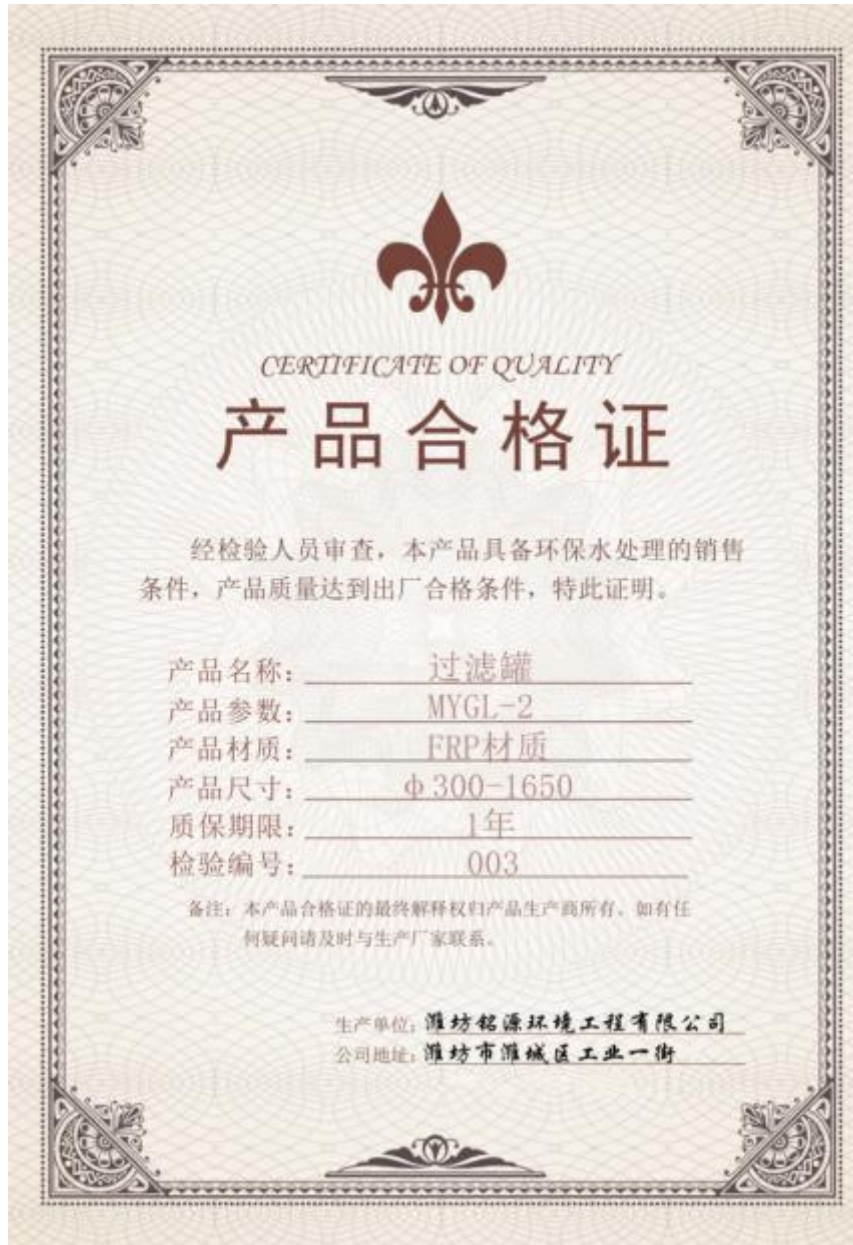 CERTIFICATE OF QUALITY
产品合格证
经检验人员审查，本产品具备环保水处理的销售
条件，产品质量达到出厂合格条件，特此证明。
产品名称：过滤罐
产品参数：MYGL-2
产品材质：FRP材质
产品尺寸：φ300-1650
质保期限：1年
检验编号：003
备注：本产品合格证的最终解释权归产品生产商所有。如有任
何疑问请及时与生产厂家联系。
生产单位：潍坊铭源环境工程有限公司
公司地址：潍坊市潍城区工业一街